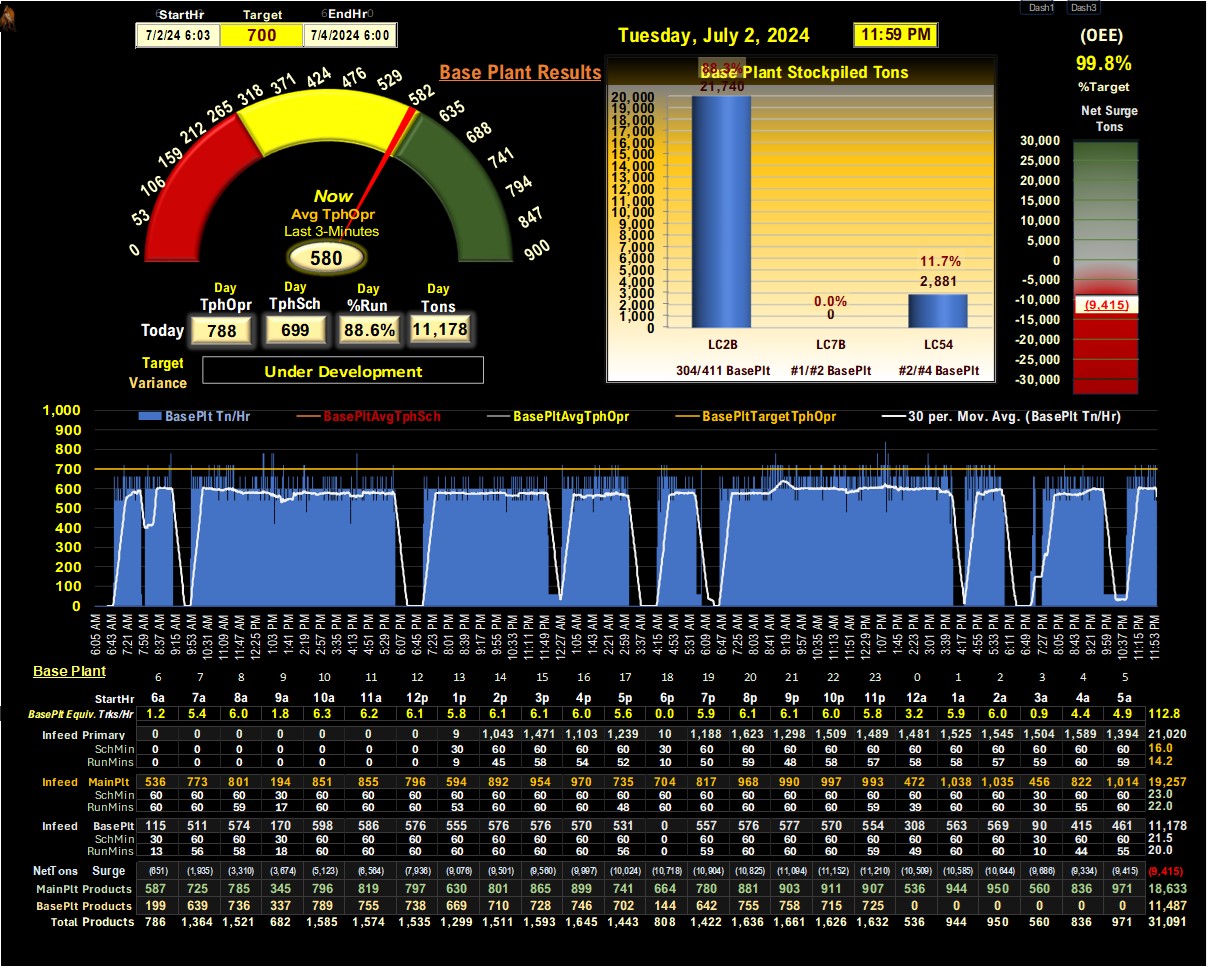 StartHr Target EndHr
7/2/24 6:03 700 7/4/2024 6:00
Dash1 Dash3
Tuesday, July 2, 2024 11:59 PM
(OEE)
99.8%
%Target
Net Surge
Tons
Base Plant Results
0 53 106 159 212 265 318 371 424 476 529 582 635 688 741 794 847 900
Now
Avg TphOpr
Last 3-Minutes
580
Day Day Day Day
TphOpr TphSch %Run Tons
Today 788 699 88.6% 11,178
Target
Variance
Under Development
Base Plant Stockpiled Tons
88.3%
21,740
20,000
19,000
18,000
17,000
16,000
15,000
14,000
13,000
12,000
11,000
10,000
9,000
8,000
7,000
6,000
5,000
4,000
3,000
2,000
1,000
0
0.0%
0
11.7%
2,881
LC2B LC7B LC54
304/411 BasePlt #1/#2 BasePlt #2/#4 BasePlt
30,000
25,000
20,000
15,000
10,000
5,000
0
-5,000
-10,000
(9,415)
-15,000
-20,000
-25,000
-30,000
BasePlt Tn/Hr BasePltAvgTphSch BasePltAvgTphOpr BasePltTargetTphOpr 30 per. Mov. Avg. (BasePlt Tn/Hr)
1,000
900
800
700
600
500
400
300
200
100
0
6:05 AM 6:43 AM 7:21 AM 7:59 AM 8:37 AM 9:15 AM 9:53 AM 10:31 AM 11:09 AM 11:47 AM 12:25 PM 1:03 PM 1:41 PM 2:19 PM 2:57 PM 3:35 PM 4:13 PM 4:51 PM 5:29 PM 6:07 PM 6:45 PM 7:23 PM 8:01 PM 8:39 PM 9:17 PM 9:55 PM 10:33 PM 11:11 PM 11:49 PM 12:27 AM 1:05 AM 1:43 AM 2:21 AM 2:59 AM 3:37 AM 4:15 AM 4:53 AM 5:31 AM 6:09 AM 6:47 AM 7:25 AM 8:03 AM 8:41 AM 9:19 AM 9:57 AM 10:35 AM 11:13 AM 11:51 AM 12:29 PM 1:07 PM 1:45 PM 2:23 PM 3:01 PM 3:39 PM 4:17 PM 4:55 PM 5:33 PM 6:11 PM 6:49 PM 7:27 PM 8:05 PM 8:43 PM 9:21 PM 9:59 PM 10:37 PM 11:15 PM 11:53 PM
Base Plant
6 7 8 9 10 11 12 13 14 15 16 17 18 19 20 21 22 23 0 1 2 3 4 5
StartHr 6a 7a 8a 9a 10a 11a 12p 1p 2p 3p 4p 5p 6p 7p 8p 9p 10p 11p 12a 1a 2a 3a 4a 5a
BasePlt Equiv. Trks/Hr 1.2 5.4 6.0 1.8 6.3 6.2 6.1 5.8 6.1 6.1 6.0 5.6 0.0 5.9 6.1 6.1 6.0 5.8 3.2 5.9 6.0 0.9 4.4 4.9 112.8
Infeed Primary 0 0 0 0 0 0 0 9 1,043 1,471 1,103 1,239 10 1,188 1,623 1,298 1,509 1,489 1,481 1,525 1,545 1,504 1,589 1,394 21,020
SchMin 0 0 0 0 0 0 0 30 60 60 60 60 30 60 60 60 60 60 60 60 60 60 60 60 16.0
RunMins 0 0 0 0 0 0 0 9 45 58 54 52 10 50 59 48 58 57 58 58 57 59 60 59 14.2
Infeed MainPlt 536 773 801 194 851 855 796 594 892 954 970 735 704 817 968 990 997 993 472 1,038 1,035 456 822 1,014 19,257
SchMin 60 60 60 30 60 60 60 60 60 60 60 60 60 60 60 60 60 60 60 60 60 30 60 60 23.0
RunMins 60 60 59 17 60 60 60 53 60 60 60 48 60 60 60 60 60 59 39 60 60 30 55 60 22.0
Infeed BasePlt 115 511 574 170 598 586 576 555 576 576 570 531 0 557 576 577 570 554 308 563 569 90 415 461 11,178
SchMin 30 60 60 30 60 60 60 60 60 60 60 60 0 60 60 60 60 60 60 60 60 30 60 60 21.5
RunMins 13 56 58 18 60 60 60 60 60 60 60 56 0 59 60 60 60 59 49 60 60 10 44 55 20.0
NetTons Surge (651) (1,935) (3,310) (3,674) (5,123) (6,564) (7,936) (9,076) (9,501) (9,560) (9,997) (10,024) (10,718) (10,904) (10,825) (11,094) (11,152) (11,210) (10,509) (10,585) (10,644) (9,686) (9,334) (9,415) (9,415)
MainPlt Products 587 725 785 345 796 819 797 630 801 865 899 741 664 780 881 903 911 907 536 944 950 560 836 971 18,633
BasePlt Products 199 639 736 337 789 755 738 669 710 728 746 702 144 642 755 758 715 725 0 0 0 0 0 0 11,487
Total Products 786 1,364 1,521 682 1,585 1,574 1,535 1,299 1,511 1,593 1,645 1,443 808 1,422 1,636 1,661 1,626 1,632 536 944 950 560 836 971 31,091